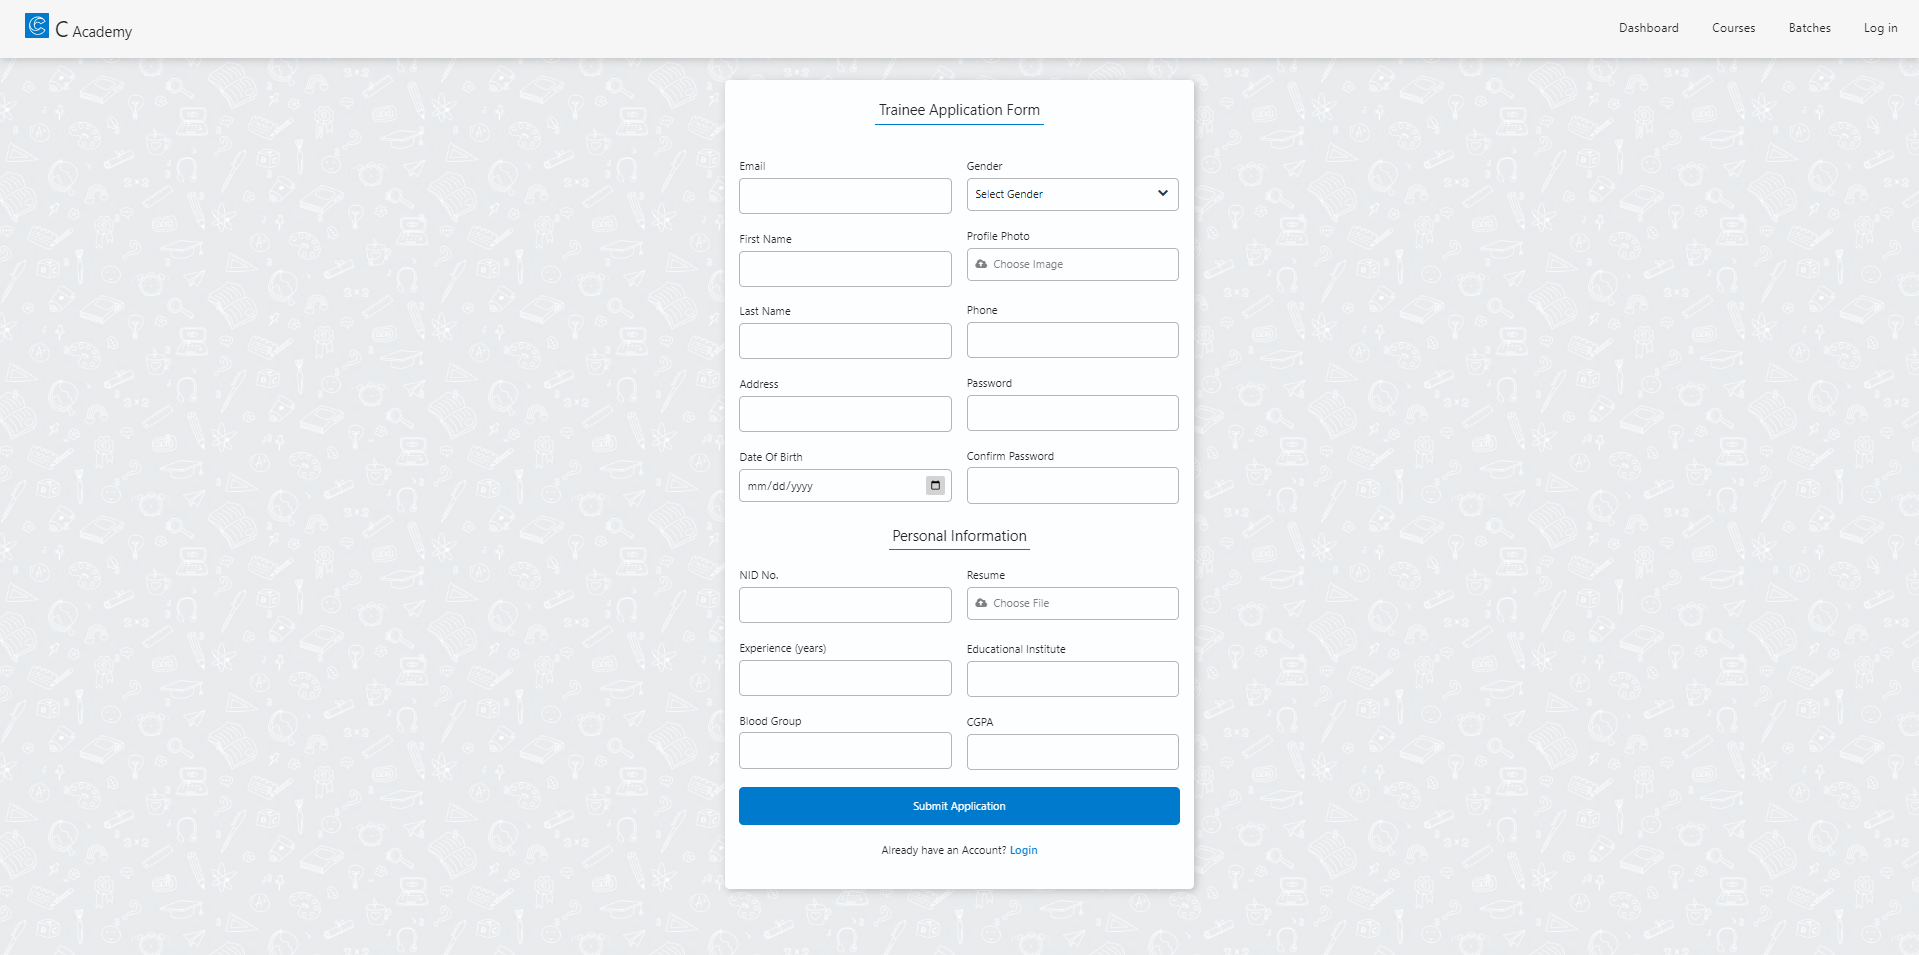 C Academy
Dashboard
Courses
Batches
Log in
Trainee Application Form
Email
Gender
Select Gender
First Name
Profile Photo
Choose Image
Last Name
Phone
Address
Password
Date Of Birth
mm/dd/yyyy
Confirm Password
Personal Information
NID No.
Resume
Choose File
Experience (years)
Educational Institute
Blood Group
CGPA
Submit Application
Already have an Account? Login